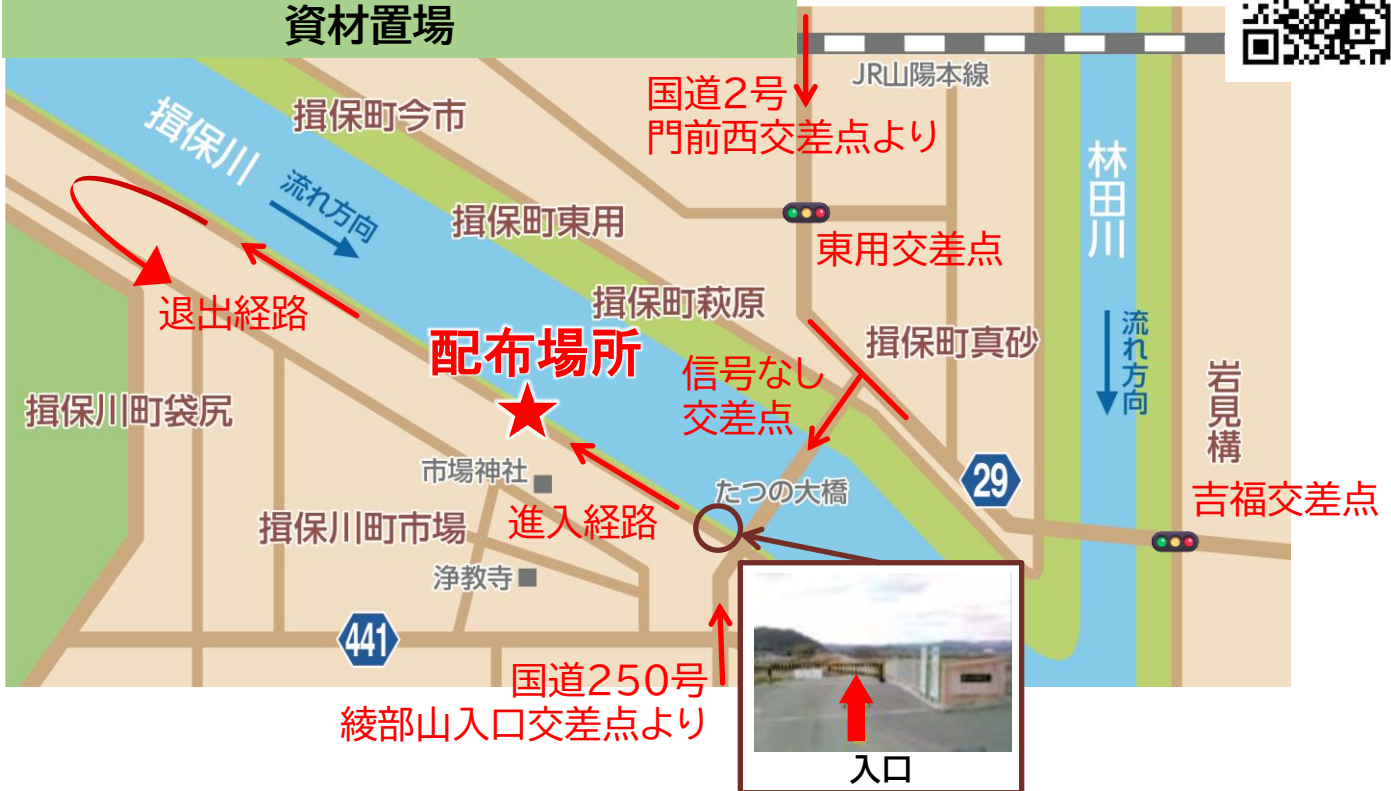 資材置場
JR山陽本線
国道2号
門前西交差点より
揖保町今市
揖保川
流れ方向
林田川
揖保町東用
東用交差点
退出経路
揖保町萩原
揖保町真砂
流れ方向
配布場所
信号なし
交差点
岩見構
揖保川町袋尻
市場神社
たつの大橋
29
吉福交差点
進入経路
揖保川町市場
浄教寺
441
国道250号
綾部山入口交差点より
入口